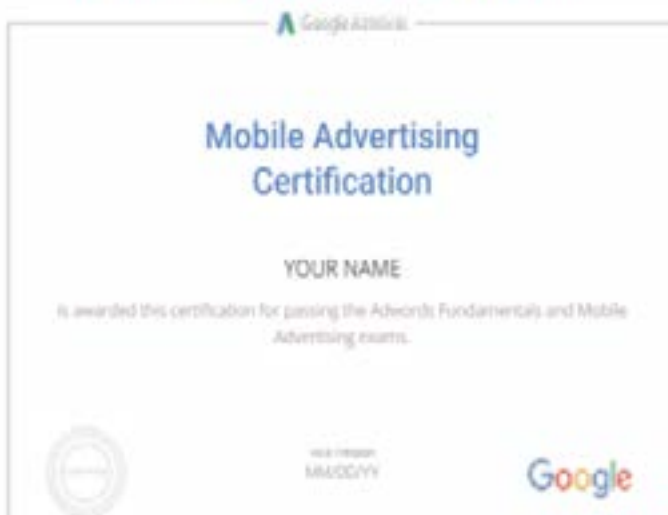 Google AdWords
Mobile Advertising
Certification
YOUR NAME
is awarded this certification for passing the Adwords Fundamentals and Mobile
Advertising exams.
MM/DD/YY
Google